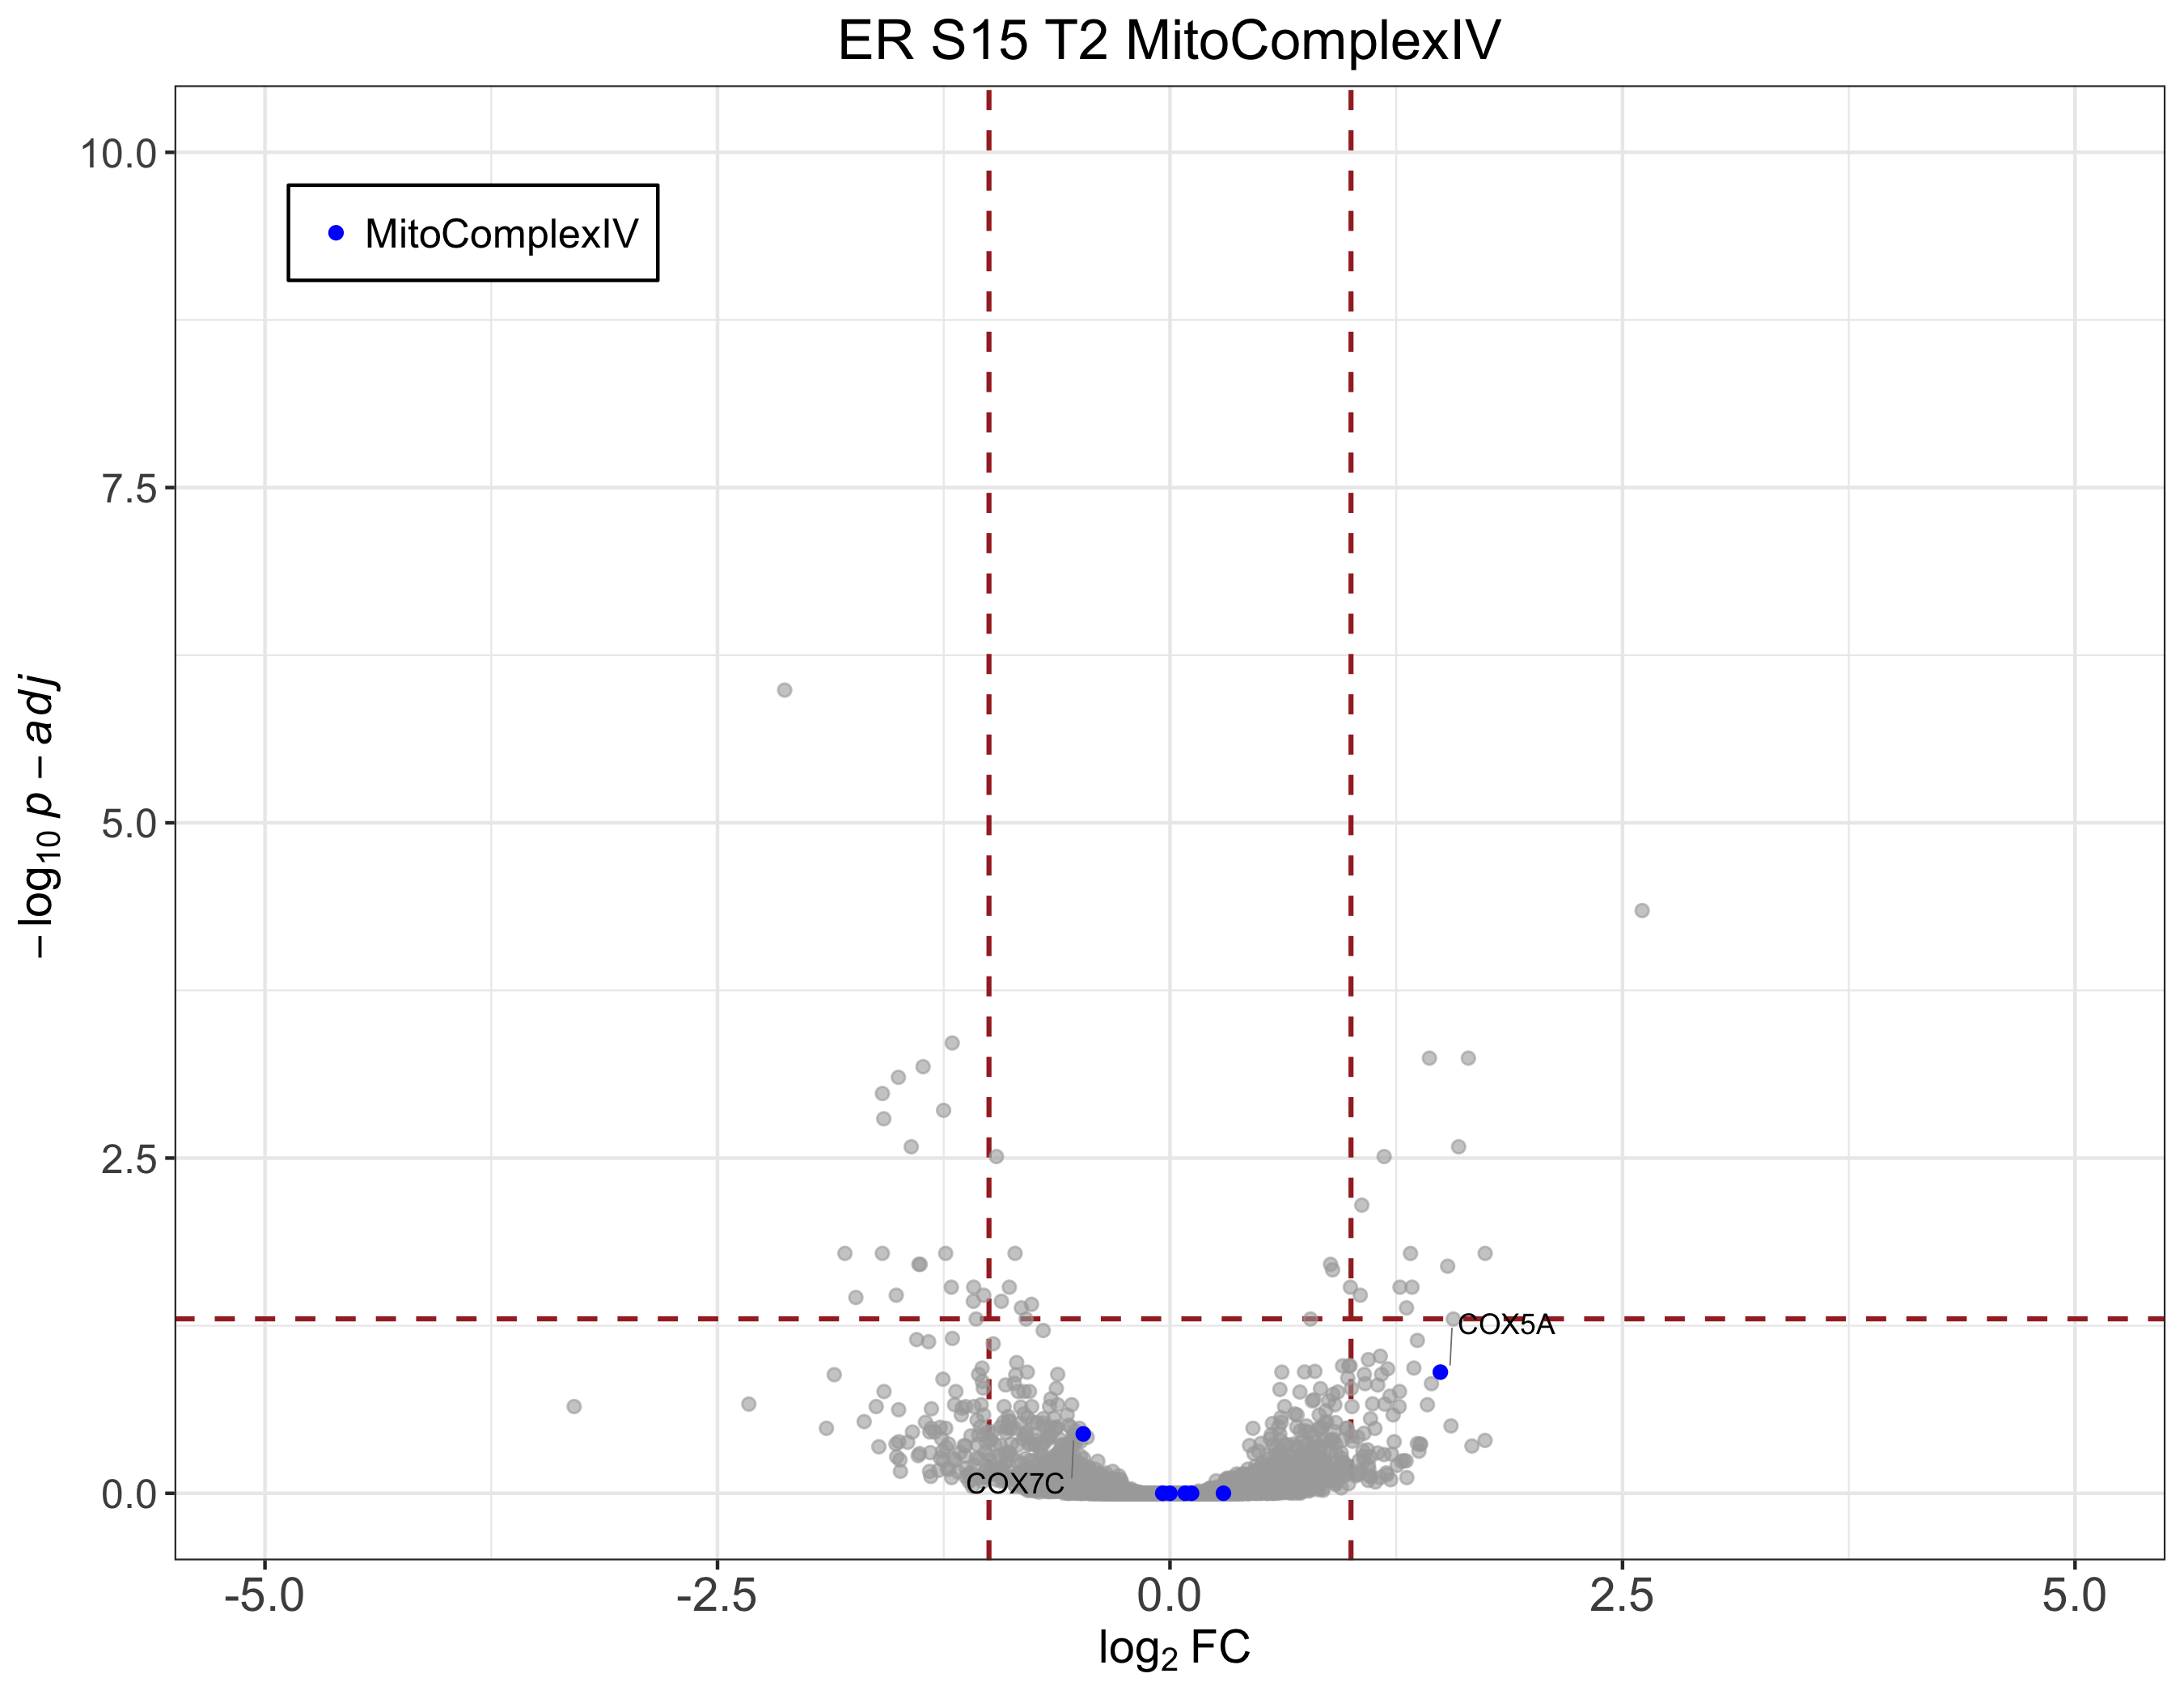 ER S15 T2 MitoComplexIV
10.0
MitoComplexIV
7.5
5.0
2.5
0.0
−log₁₀ p − adj
COX5A
COX7C
-5.0 -2.5 0.0 2.5 5.0
log₂ FC